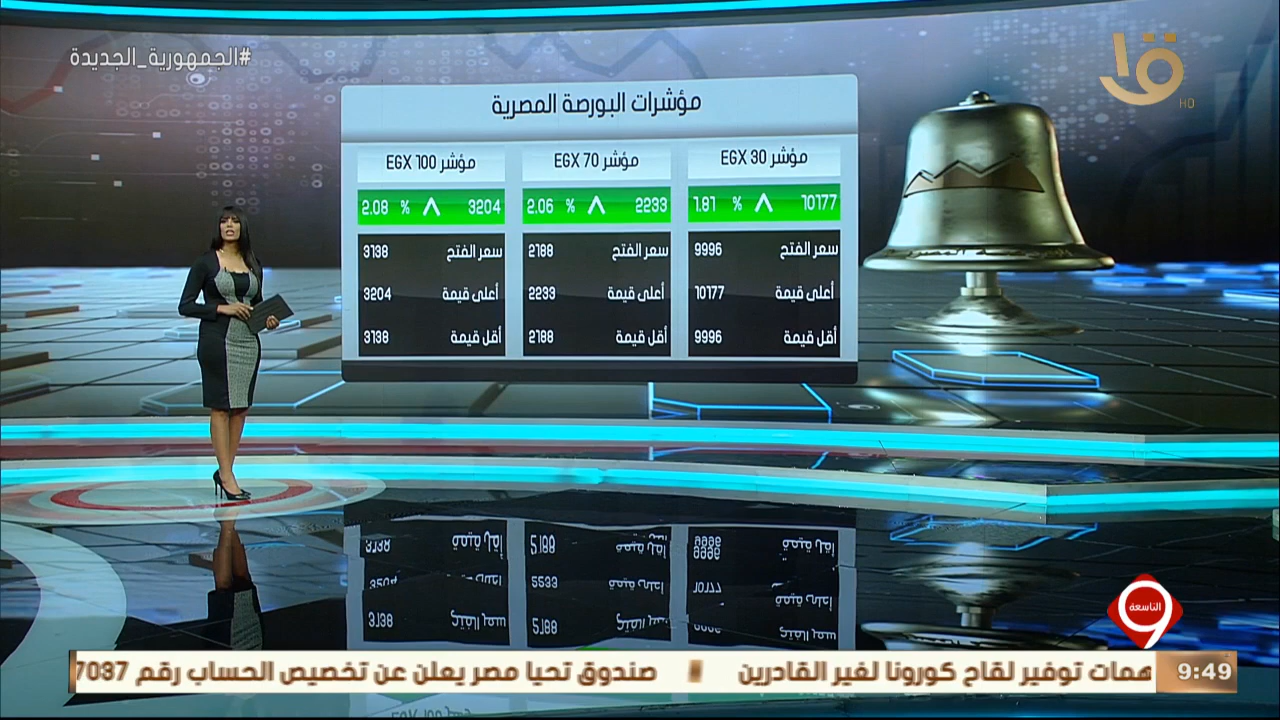 #الجمهورية_الجديدة
الأولى HD
مؤشرات البورصة المصرية
مؤشر EGX 30
10177 % 1.81
سعر الفتح 9996
أعلى قيمة 10177
أقل قيمة 9996
مؤشر EGX 70
2233 % 2.06
سعر الفتح 2188
أعلى قيمة 2233
أقل قيمة 2188
مؤشر EGX 100
3204 % 2.08
سعر الفتح 3138
أعلى قيمة 3204
أقل قيمة 3138
التاسعة
9
9:49
توفير لقاح كورونا لغير القادرين
صندوق تحيا مصر يعلن عن تخصيص الحساب رقم 7037